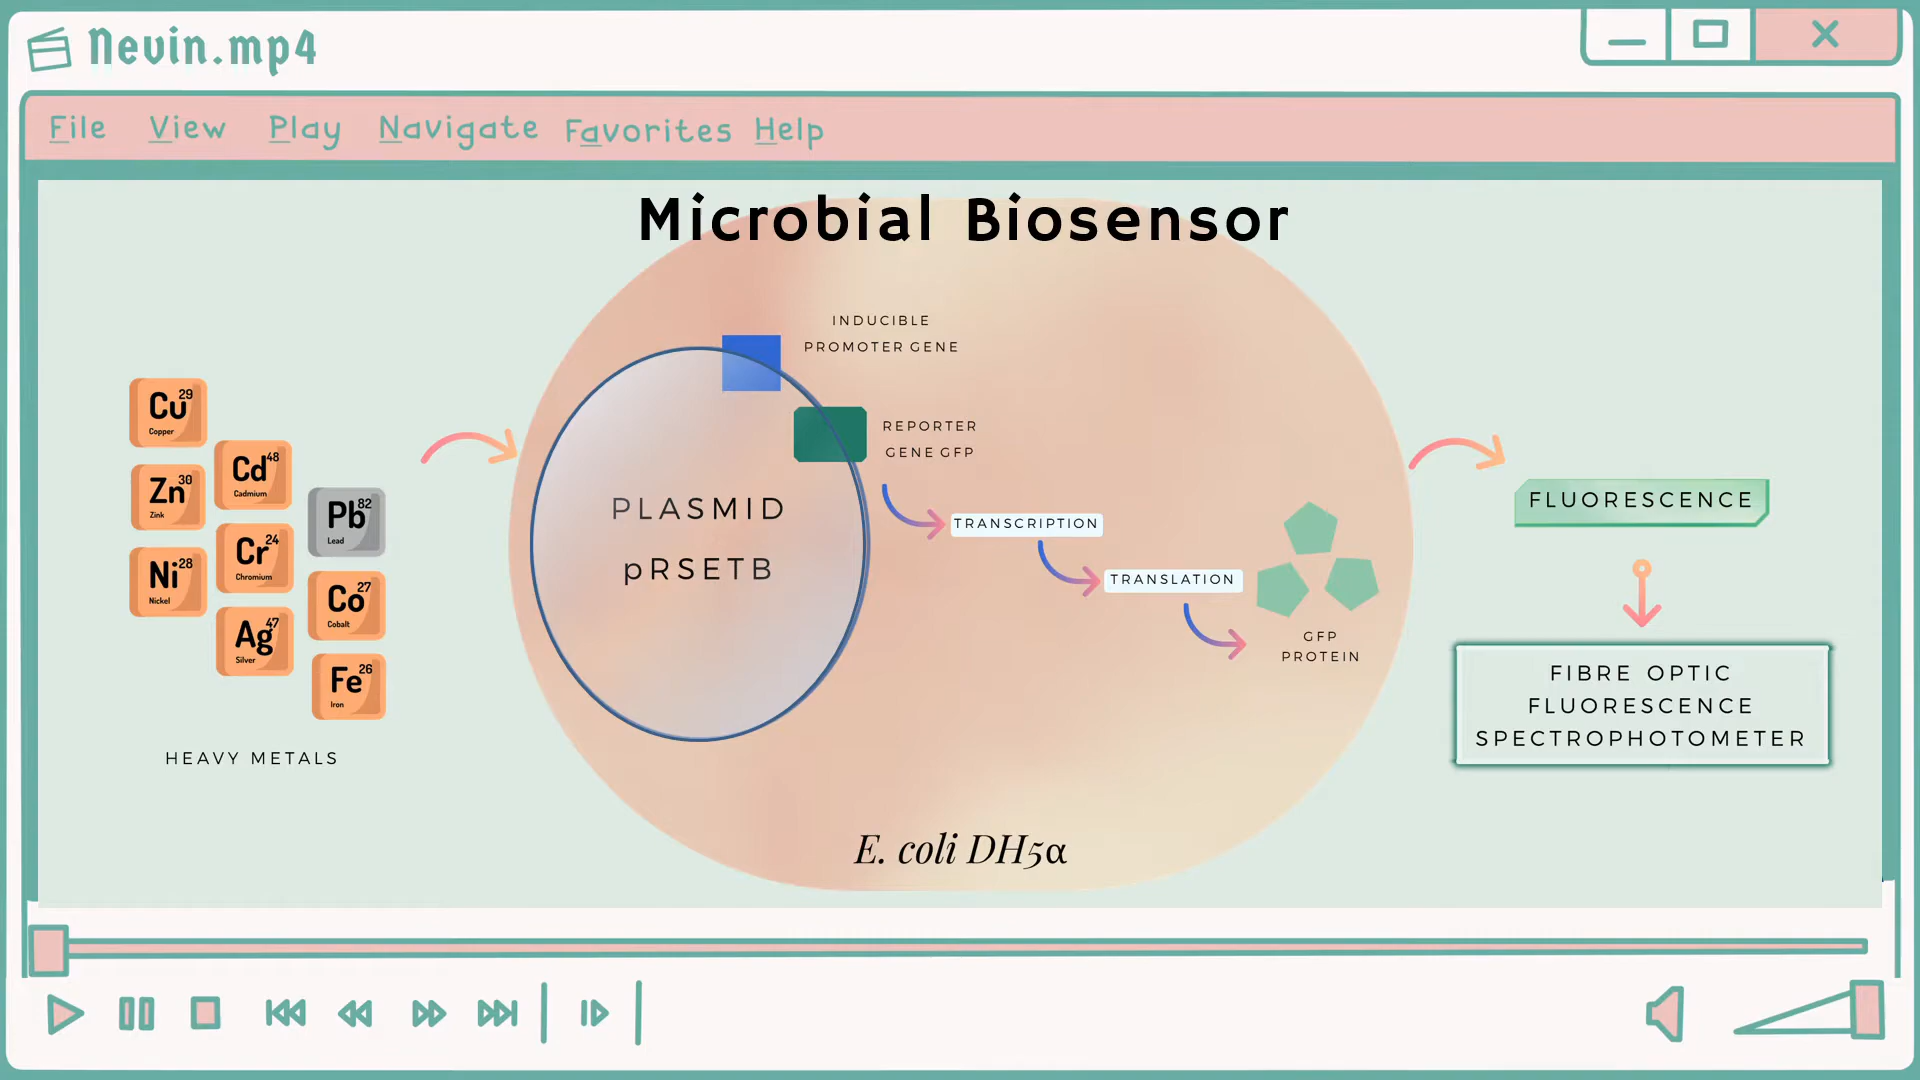 Nevin.mp4
File View Play Navigate Favorites Help
Microbial Biosensor
Cu 29
Copper
Zn 30
Zink
Ni 28
Nickel
Cd 48
Cadmium
Cr 24
Chromium
Ag 47
Silver
Pb 82
Lead
Co 27
Cobalt
Fe 26
Iron
HEAVY METALS
INDUCIBLE
PROMOTER GENE
REPORTER
GENE GFP
PLASMID
pRSETB
TRANSCRIPTION
TRANSLATION
GFP
PROTEIN
E. coli DH5α
FLUORESCENCE
FIBRE OPTIC
FLUORESCENCE
SPECTROPHOTOMETER